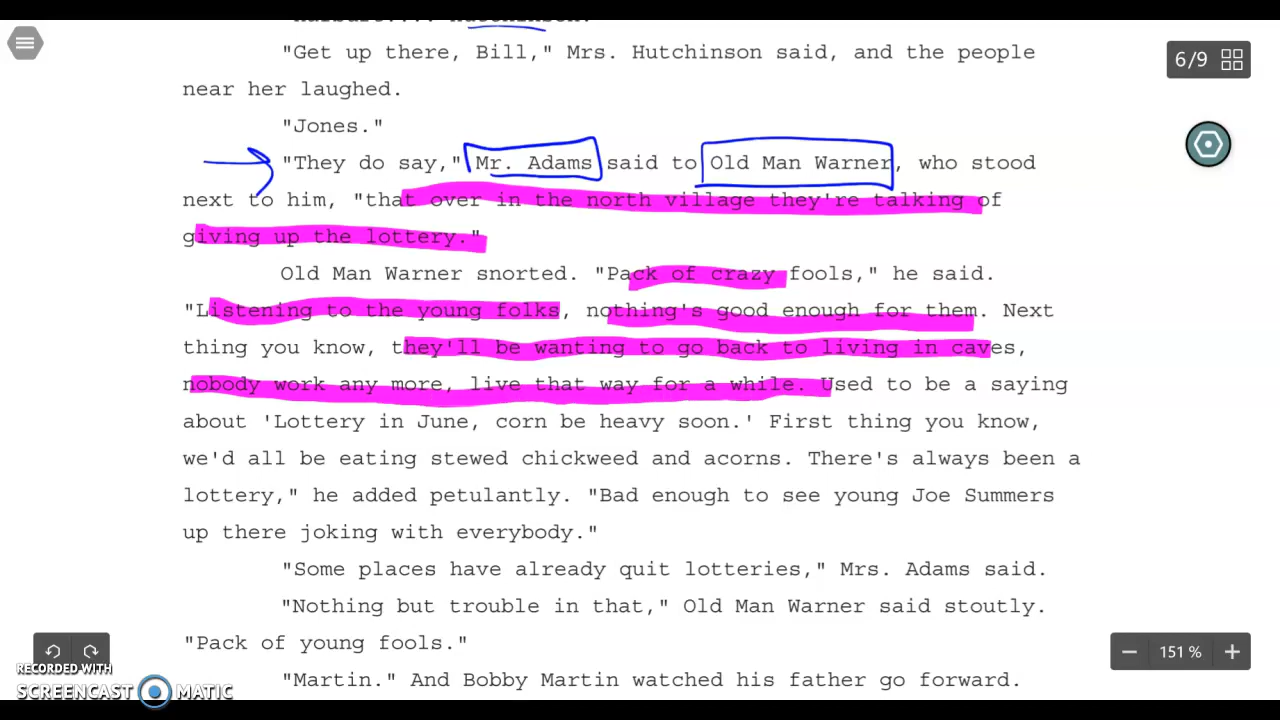 "Get up there, Bill," Mrs. Hutchinson said, and the people
6/9
near her laughed.
"Jones."
"They do say," Mr. Adams said to Old Man Warner, who stood
next to him, "that over in the north village they're talking of
giving up the lottery."
Old Man Warner snorted. "Pack of crazy fools," he said.
"Listening to the young folks, nothing's good enough for them. Next
thing you know, they'll be wanting to go back to living in caves,
nobody work any more, live that way for a while. Used to be a saying
about 'Lottery in June, corn be heavy soon.' First thing you know,
we'd all be eating stewed chickweed and acorns. There's always been a
lottery," he added petulantly. "Bad enough to see young Joe Summers
up there joking with everybody."
"Some places have already quit lotteries," Mrs. Adams said.
"Nothing but trouble in that," Old Man Warner said stoutly.
"Pack of young fools."
151 %
"Martin." And Bobby Martin watched his father go forward.
RECORDED WITH
SCREENCAST MATIC